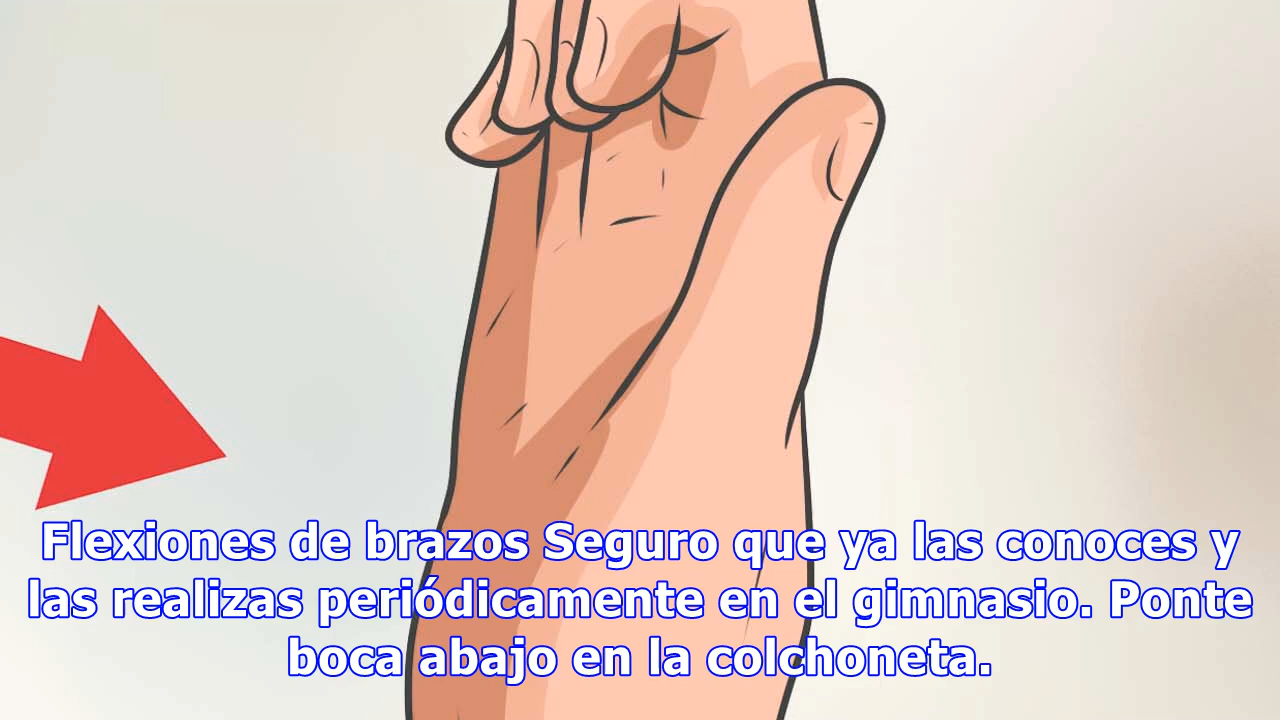 Flexiones de brazos Seguro que ya las conoces y
las realizas periódicamente en el gimnasio. Ponte
boca abajo en la colchoneta.